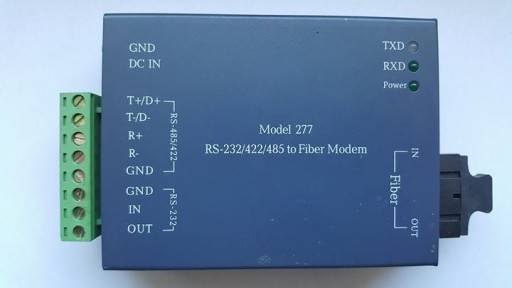 GND
DC IN
T+/D+
T-/D-
R+
R-
GND
RS-485/422
GND
IN
OUT
RS-232
Model 277
RS-232/422/485 to Fiber Modem
TXD
RXD
Power
IN
Fiber
OUT